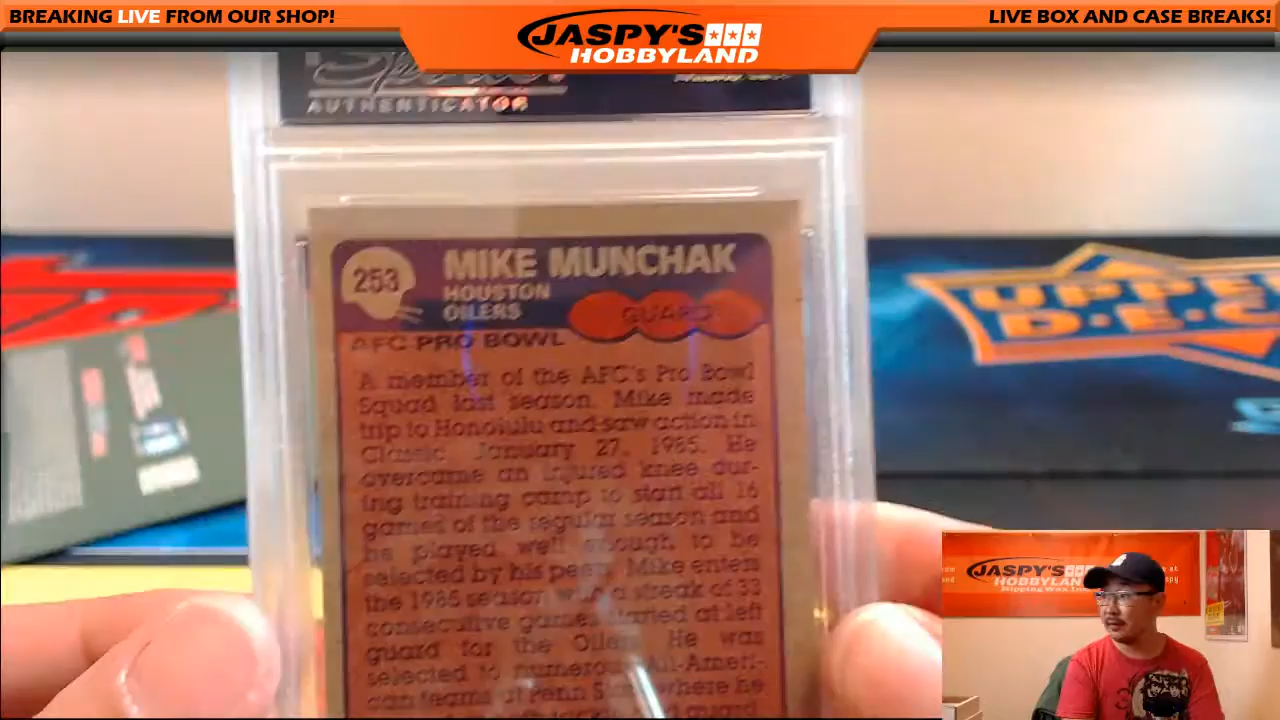 BREAKING LIVE FROM OUR SHOP!
JASPY'S
HOBBYLAND
LIVE BOX AND CASE BREAKS!
AUTHENTICATOR
253
MIKE MUNCHAK
HOUSTON
OILERS
GUARD
AFC PRO BOWL
A member of the AFC's Pro Bowl
Squad last season. Mike made
trip to Honolulu and saw action in
Classic January 27, 1985. He
overcame an injured knee dur-
ing training camp to start all 16
games of the regular season and
he played well enough to be
selected by his peers. Mike enters
the 1985 season with a streak of 33
consecutive games started at left
guard for the Oilers. He was
selected to numerous All-Ameri-
can teams at Penn State where he
guard
UPPER
D.E.C
JASPY'S
HOBBYLAND